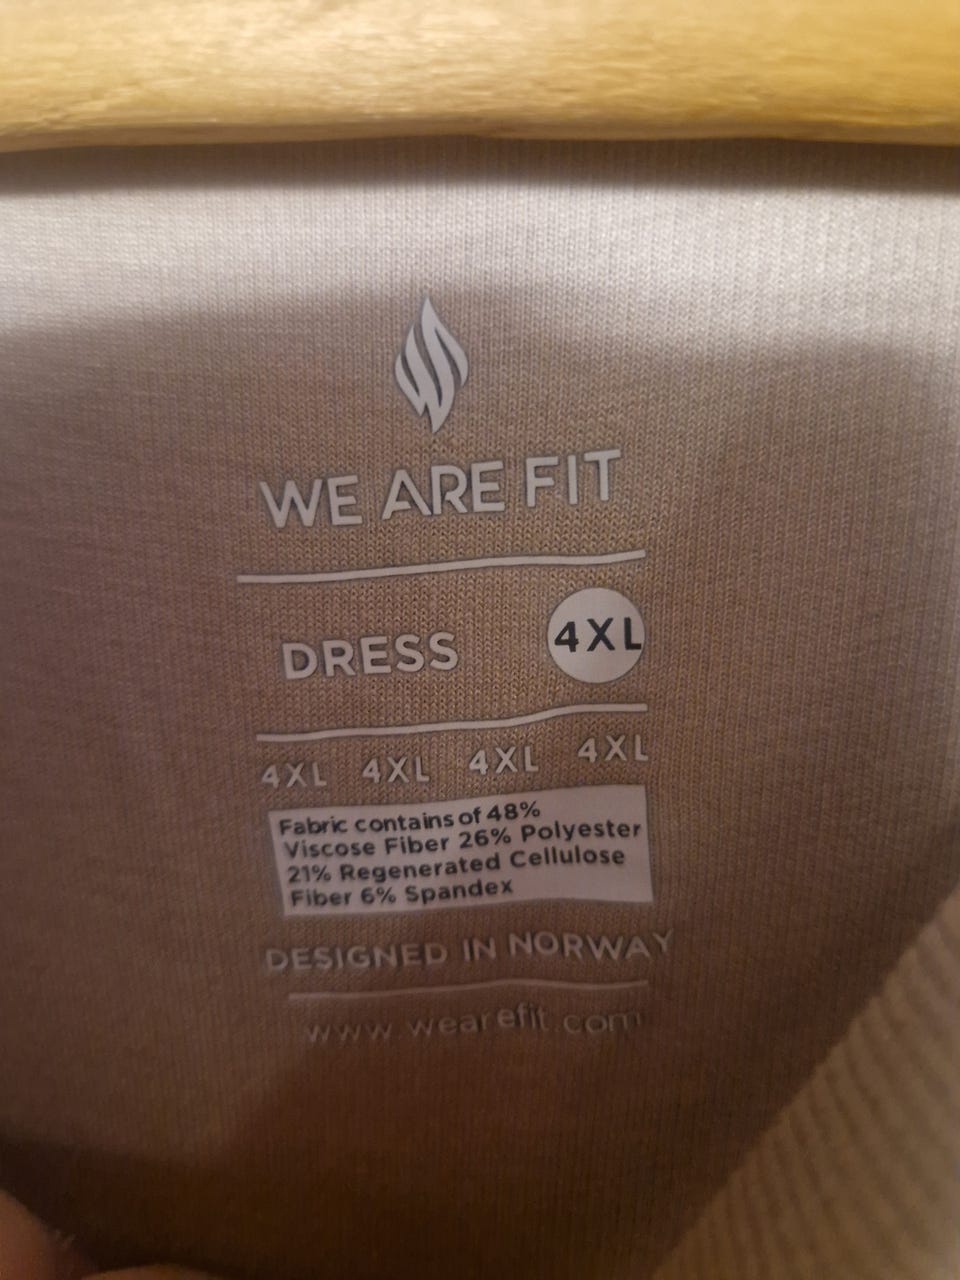 WE ARE FIT
DRESS 4XL
4XL 4XL 4XL 4XL
Fabric contains of 48%
Viscose Fiber 26% Polyester
21% Regenerated Cellulose
Fiber 6% Spandex
DESIGNED IN NORWAY
www.wearefit.com